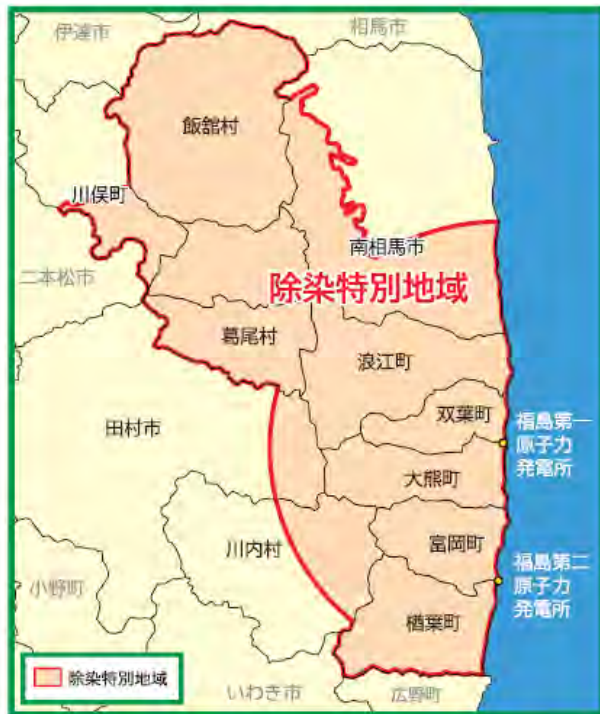 伊達市
相馬市
飯舘村
川俣町
南相馬市
二本松市
除染特別地域
葛尾村
浪江町
田村市
双葉町
福島第一
原子力
発電所
大熊町
川内村
富岡町
小野町
福島第二
原子力
発電所
楢葉町
除染特別地域
いわき市
広野町